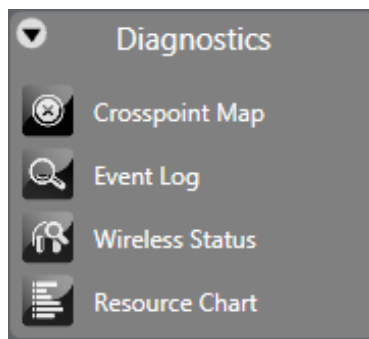 Diagnostics
Crosspoint Map
Event Log
Wireless Status
Resource Chart